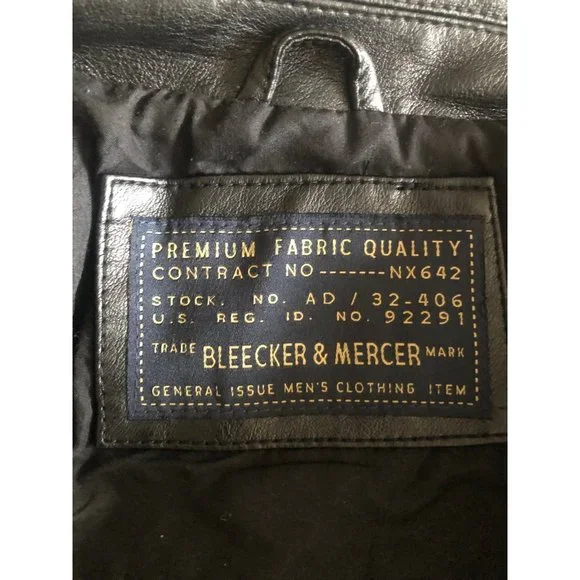 PREMIUM FABRIC QUALITY
CONTRACT NO-------NX642
STOCK. NO. AD / 32-406
U.S. REG. ID. NO. 92291
TRADE BLEECKER & MERCER MARK
GENERAL ISSUE MEN'S CLOTHING ITEM